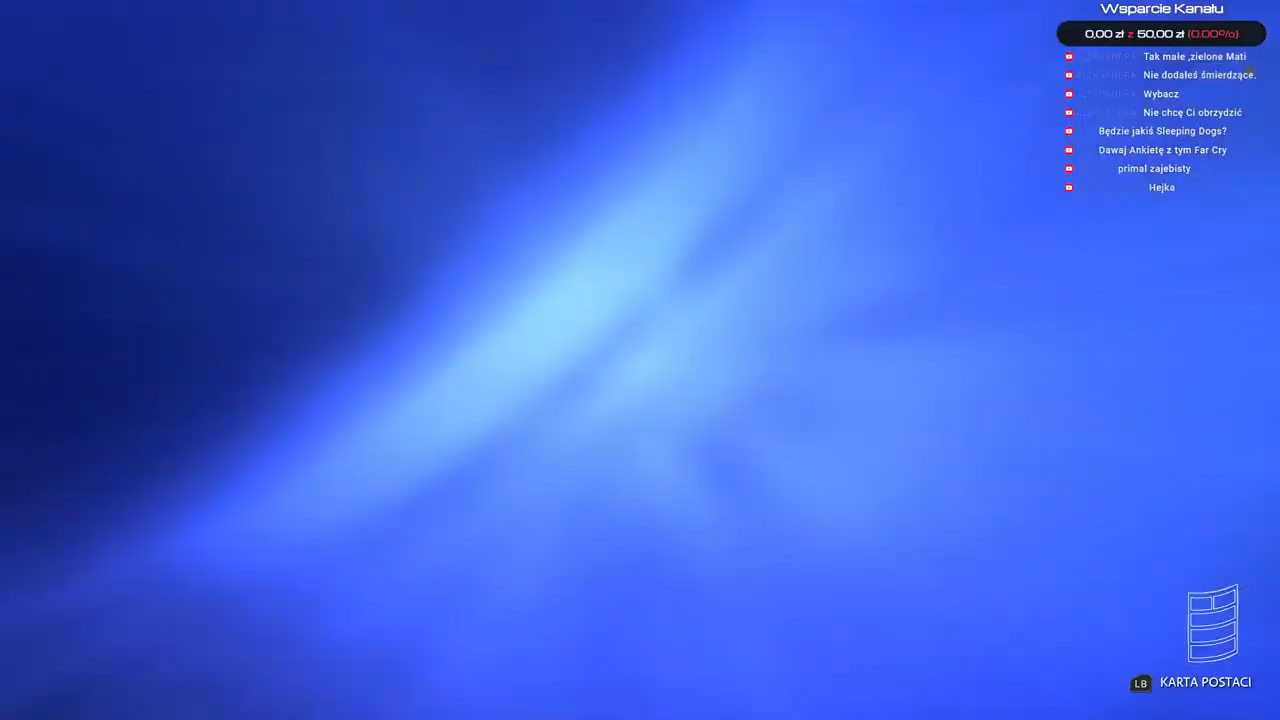 Wsparcie Kanału
0,00 zł z 50,00 zł (0.00%)
Tak małe ,zielone Mati
Nie dodałeś śmierdzące.
Wybacz
Nie chcę Ci obrzydzić
Będzie jakiś Sleeping Dogs?
Dawaj Ankietę z tym Far Cry
primal zajebisty
Hejka
LB KARTA POSTACI